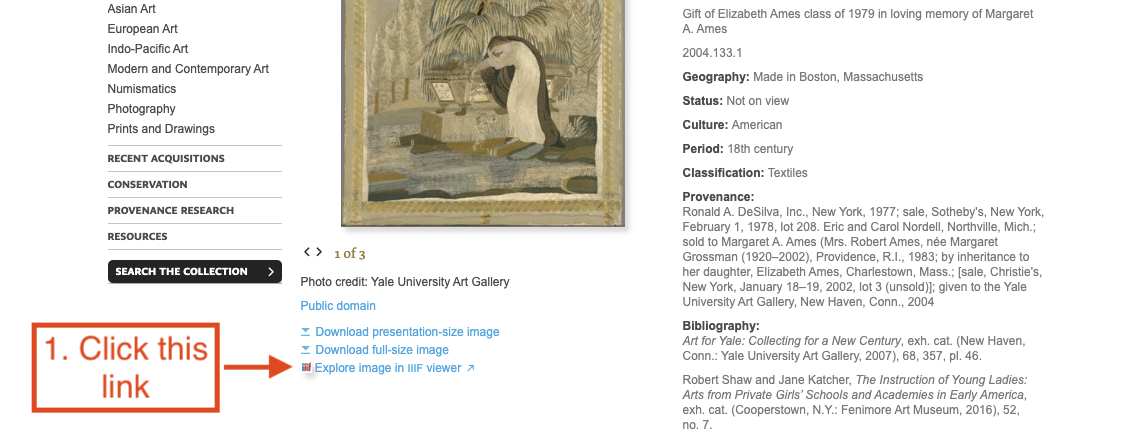 Asian Art
European Art
Indo-Pacific Art
Modern and Contemporary Art
Numismatics
Photography
Prints and Drawings
RECENT ACQUISITIONS
CONSERVATION
PROVENANCE RESEARCH
RESOURCES
SEARCH THE COLLECTION
1 of 3
Photo credit: Yale University Art Gallery
Public domain
Download presentation-size image
Download full-size image
Explore image in IIIF viewer
1. Click this
link
Gift of Elizabeth Ames class of 1979 in loving memory of Margaret
A. Ames
2004.133.1
Geography: Made in Boston, Massachusetts
Status: Not on view
Culture: American
Period: 18th century
Classification: Textiles
Provenance:
Ronald A. DeSilva, Inc., New York, 1977; sale, Sotheby's, New York,
February 1, 1978, lot 208. Eric and Carol Nordell, Northville, Mich.;
sold to Margaret A. Ames (Mrs. Robert Ames, née Margaret
Grossman (1920–2002), Providence, R.I., 1983; by inheritance to
her daughter, Elizabeth Ames, Charlestown, Mass.; [sale, Christie's,
New York, January 18–19, 2002, lot 3 (unsold)]; given to the Yale
University Art Gallery, New Haven, Conn., 2004
Bibliography:
Art for Yale: Collecting for a New Century, exh. cat. (New Haven,
Conn.: Yale University Art Gallery, 2007), 68, 357, pl. 46.
Robert Shaw and Jane Katcher, The Instruction of Young Ladies:
Arts from Private Girls' Schools and Academies in Early America,
exh. cat. (Cooperstown, N.Y.: Fenimore Art Museum, 2016), 52,
no. 7.